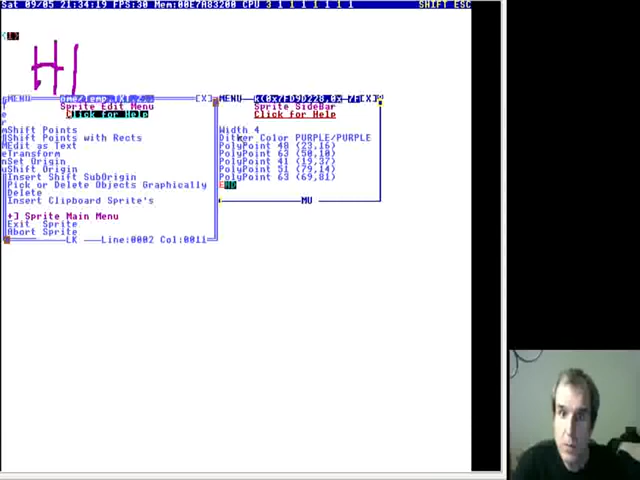 Sat 09/05 21:34:19 FPS:30 Mem:00E7A83200 CPU 3 1 1 1 1 1 1 1 SHIFT ESC
HI
MENU
[X]
Sprite Edit Menu
Click for Help
Shift Points
Shift Points with Rects
Edit as Text
Transform
Set Origin
Shift Origin
Insert Shift SubOrigin
Pick or Delete Objects Graphically
Delete
Insert Clipboard Sprite's
+] Sprite Main Menu
Exit Sprite
Abort Sprite
LK Line:0002 Col:0011
MENU
[X]
Sprite SideBar
Click for Help
Width 4
Dither Color PURPLE/PURPLE
PolyPoint 48 (23,16)
PolyPoint 63 (50,10)
PolyPoint 41 (19,37)
PolyPoint 51 (79,14)
PolyPoint 63 (69,81)
END
MU